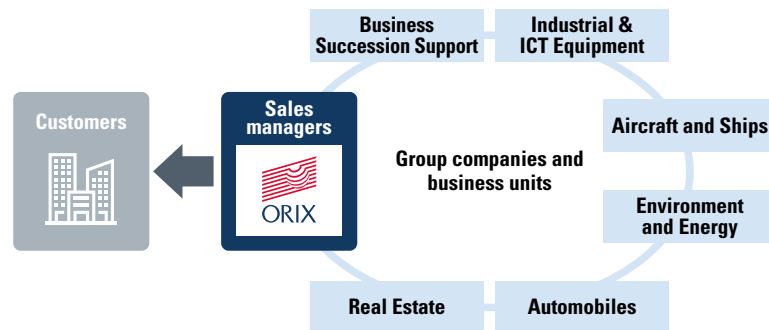 Customers
Sales
managers
ORIX
Business
Succession Support
Industrial &
ICT Equipment
Aircraft and Ships
Group companies and
business units
Environment
and Energy
Real Estate
Automobiles